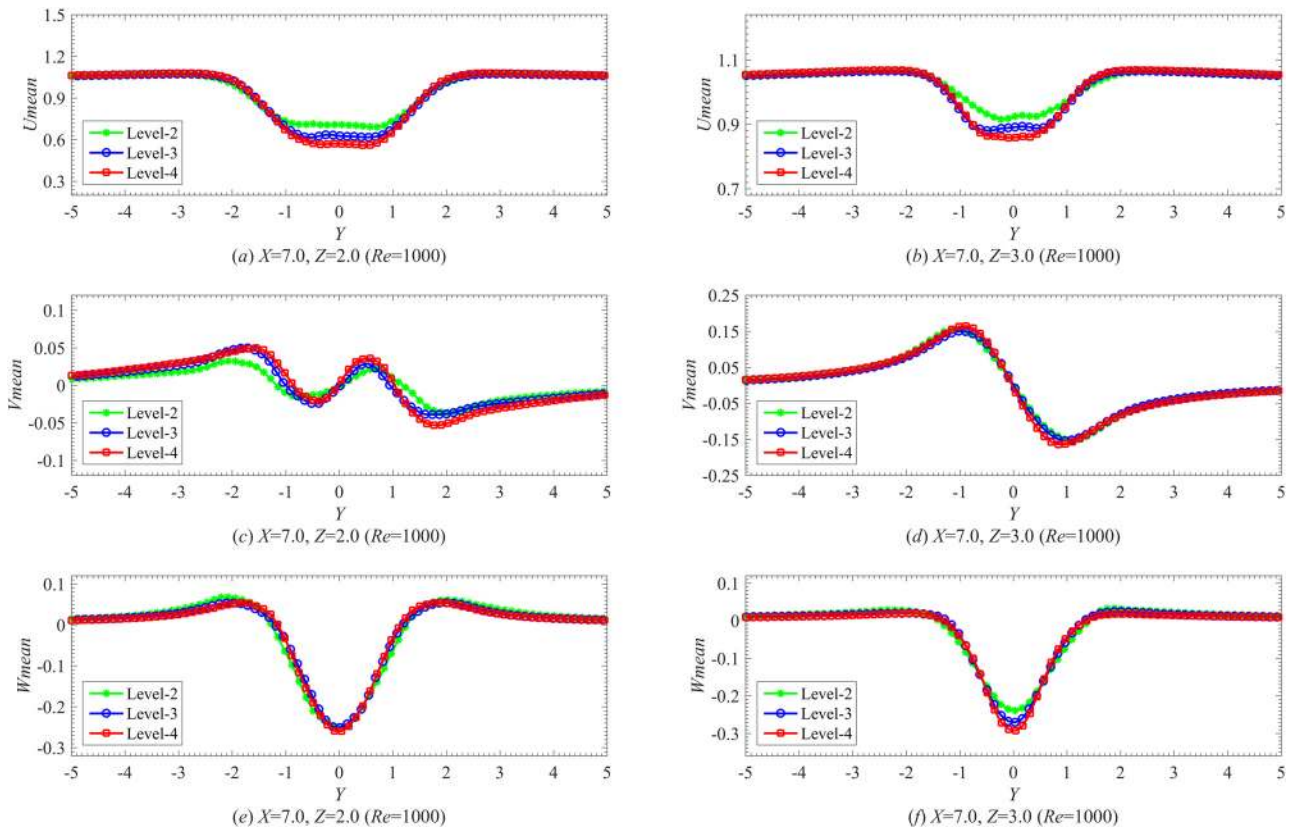 1.5
1.2
0.9
0.6
0.3
Umean
Level-2
Level-3
Level-4
-5 -4 -3 -2 -1 0 1 2 3 4 5
Y
(a) X=7.0, Z=2.0 (Re=1000)
1.1
0.9
0.7
Umean
Level-2
Level-3
Level-4
-5 -4 -3 -2 -1 0 1 2 3 4 5
Y
(b) X=7.0, Z=3.0 (Re=1000)
0.1
0.05
0
-0.05
-0.1
Vmean
Level-2
Level-3
Level-4
-5 -4 -3 -2 -1 0 1 2 3 4 5
Y
(c) X=7.0, Z=2.0 (Re=1000)
0.25
0.15
0.05
-0.05
-0.15
-0.25
Vmean
Level-2
Level-3
Level-4
-5 -4 -3 -2 -1 0 1 2 3 4 5
Y
(d) X=7.0, Z=3.0 (Re=1000)
0.1
0
-0.1
-0.2
-0.3
Wmean
Level-2
Level-3
Level-4
-5 -4 -3 -2 -1 0 1 2 3 4 5
Y
(e) X=7.0, Z=2.0 (Re=1000)
0.1
0
-0.1
-0.2
-0.3
Wmean
Level-2
Level-3
Level-4
-5 -4 -3 -2 -1 0 1 2 3 4 5
Y
(f) X=7.0, Z=3.0 (Re=1000)